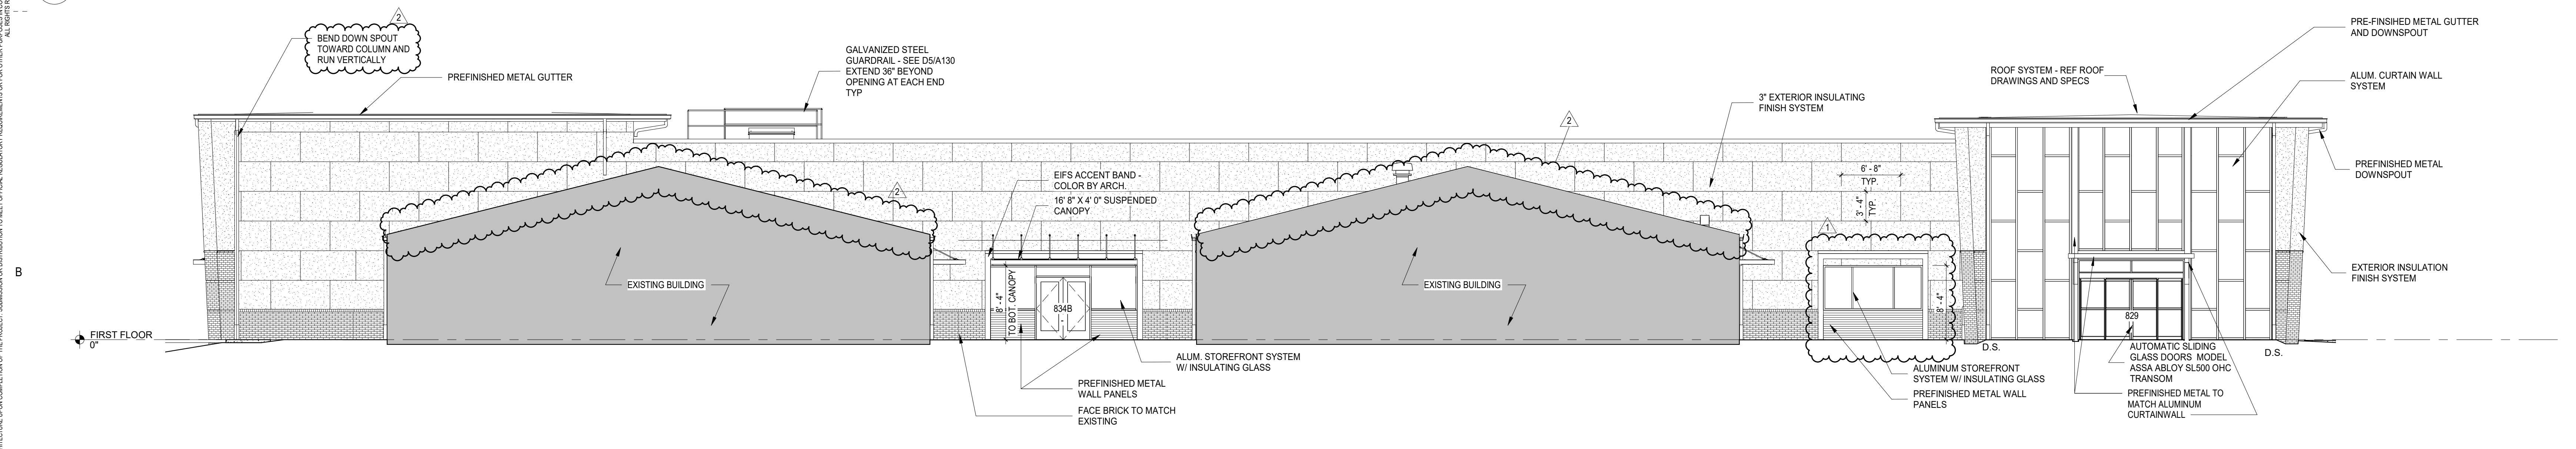 2
BEND DOWN SPOUT
TOWARD COLUMN AND
RUN VERTICALLY
PREFINISHED METAL GUTTER
GALVANIZED STEEL
GUARDRAIL - SEE D5/A130
EXTEND 36" BEYOND
OPENING AT EACH END
TYP
3" EXTERIOR INSULATING
FINISH SYSTEM
2
ROOF SYSTEM - REF ROOF
DRAWINGS AND SPECS
PRE-FINSIHED METAL GUTTER
AND DOWNSPOUT
ALUM. CURTAIN WALL
SYSTEM
PREFINISHED METAL
DOWNSPOUT
EXTERIOR INSULATION
FINISH SYSTEM
2
EIFS ACCENT BAND -
COLOR BY ARCH.
16' 8" X 4' 0" SUSPENDED
CANOPY
6' - 8"
TYP.
3' - 4"
TYP.
1
B
EXISTING BUILDING
8' - 4"
TO BOT. CANOPY
834B
EXISTING BUILDING
8' - 4"
829
FIRST FLOOR
0"
D.S.
D.S.
ALUM. STOREFRONT SYSTEM
W/ INSULATING GLASS
PREFINISHED METAL
WALL PANELS
FACE BRICK TO MATCH
EXISTING
ALUMINUM STOREFRONT
SYSTEM W/ INSULATING GLASS
PREFINISHED METAL WALL
PANELS
AUTOMATIC SLIDING
GLASS DOORS MODEL
ASSA ABLOY SL500 OHC
TRANSOM
PREFINISHED METAL TO
MATCH ALUMINUM
CURTAINWALL